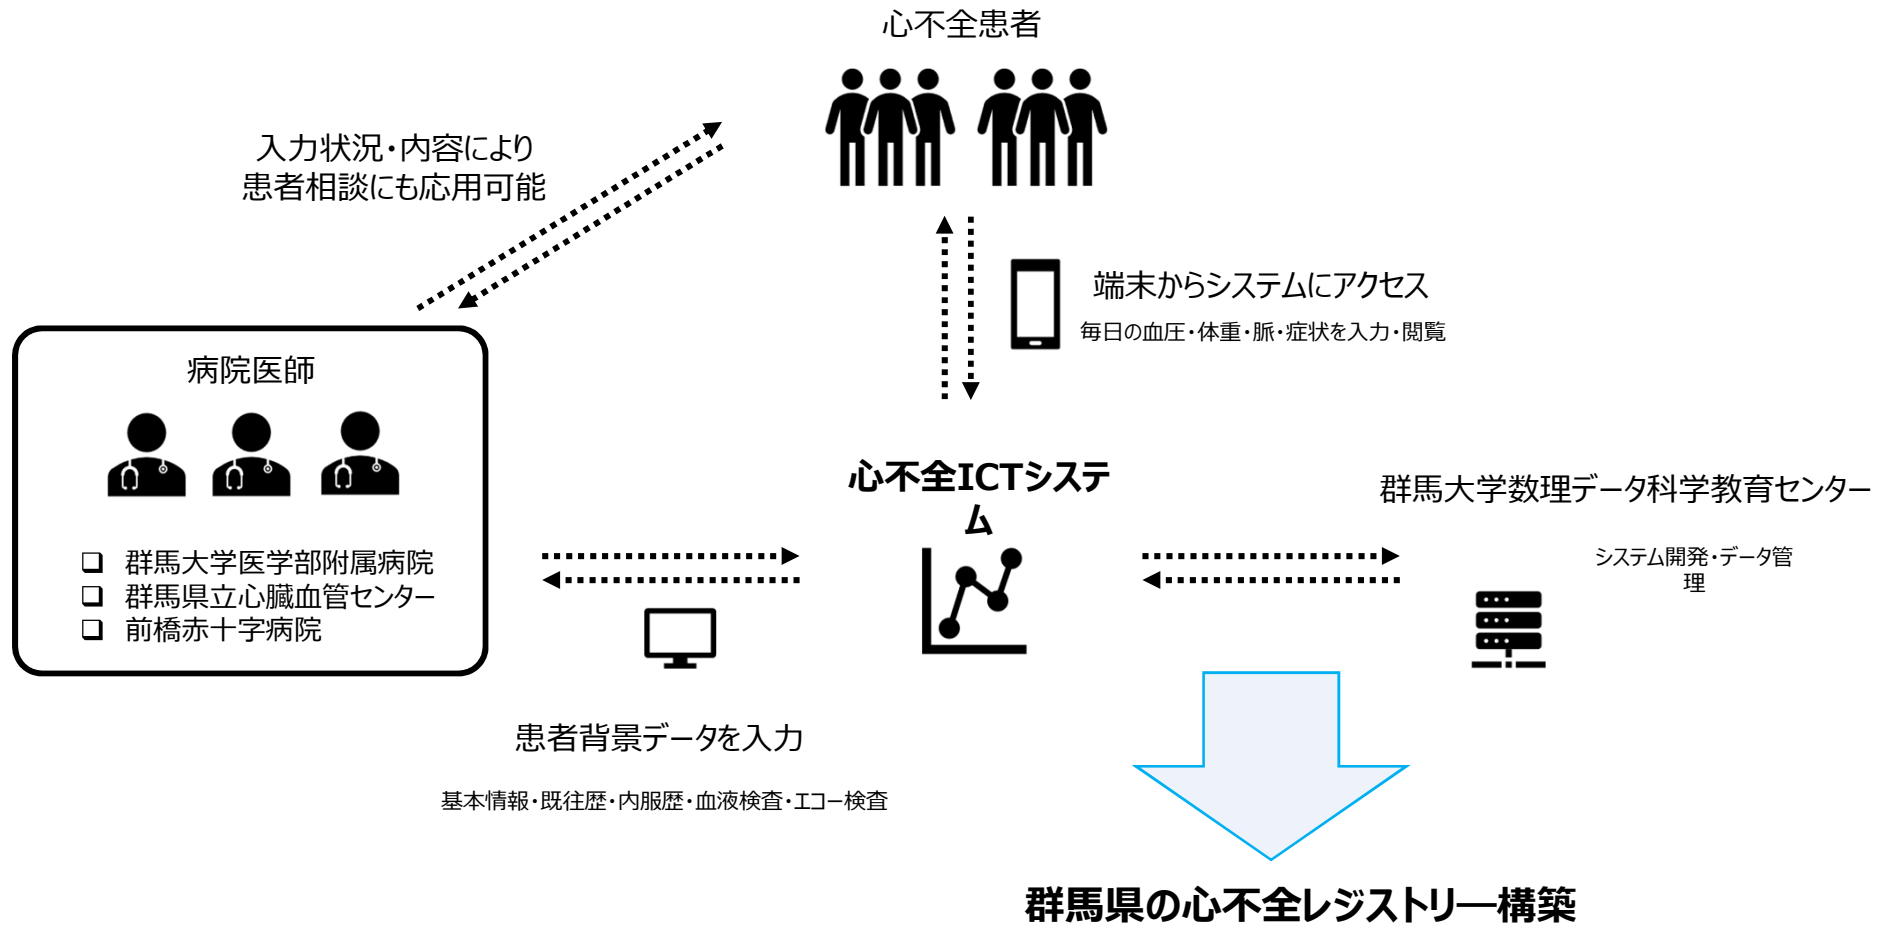 心不全患者
入力状況・内容により
患者相談にも応用可能
端末からシステムにアクセス
毎日の血圧・体重・脈・症状を入力・閲覧
病院医師
❑ 群馬大学医学部附属病院
❑ 群馬県立心臓血管センター
❑ 前橋赤十字病院
心不全ICTシステ
ム
群馬大学数理データ科学教育センター
システム開発・データ管
理
患者背景データを入力
基本情報・既往歴・内服歴・血液検査・エコー検査
群馬県の心不全レジストリ―構築